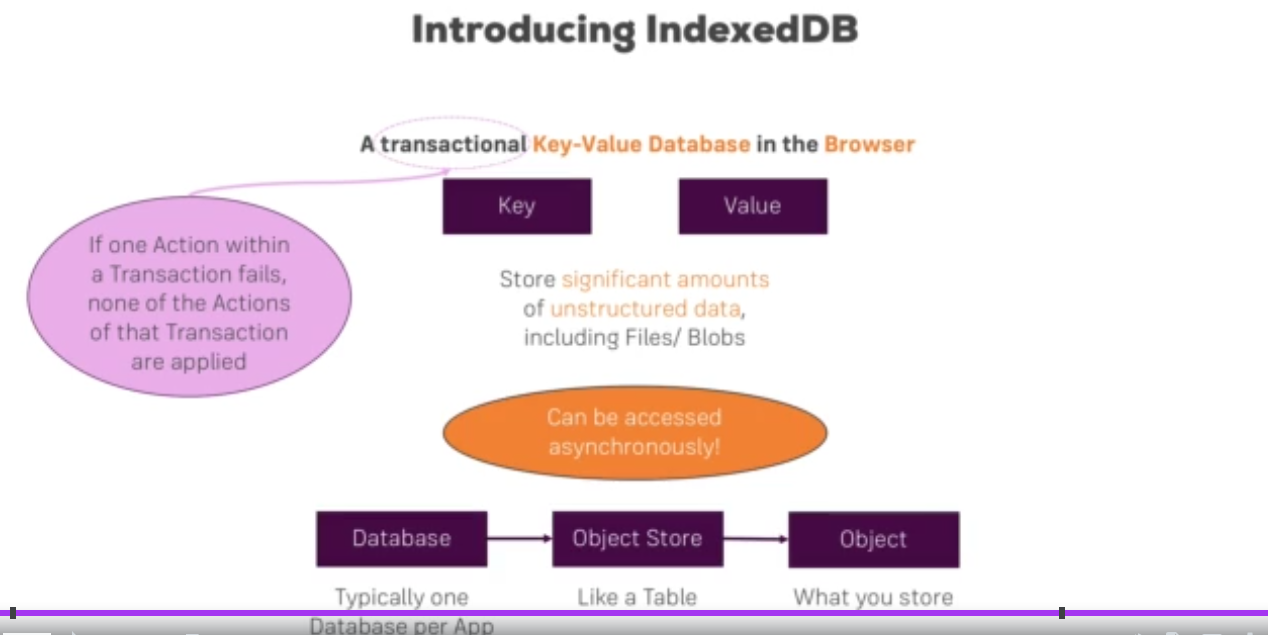 Introducing IndexedDB
A transactional Key-Value Database in the Browser
Key
Value
If one Action within
a Transaction fails,
none of the Actions
of that Transaction
are applied
Store significant amounts
of unstructured data,
including Files/ Blobs
Can be accessed
asynchronously!
Database
Object Store
Object
Typically one
Database per App
Like a Table
What you store